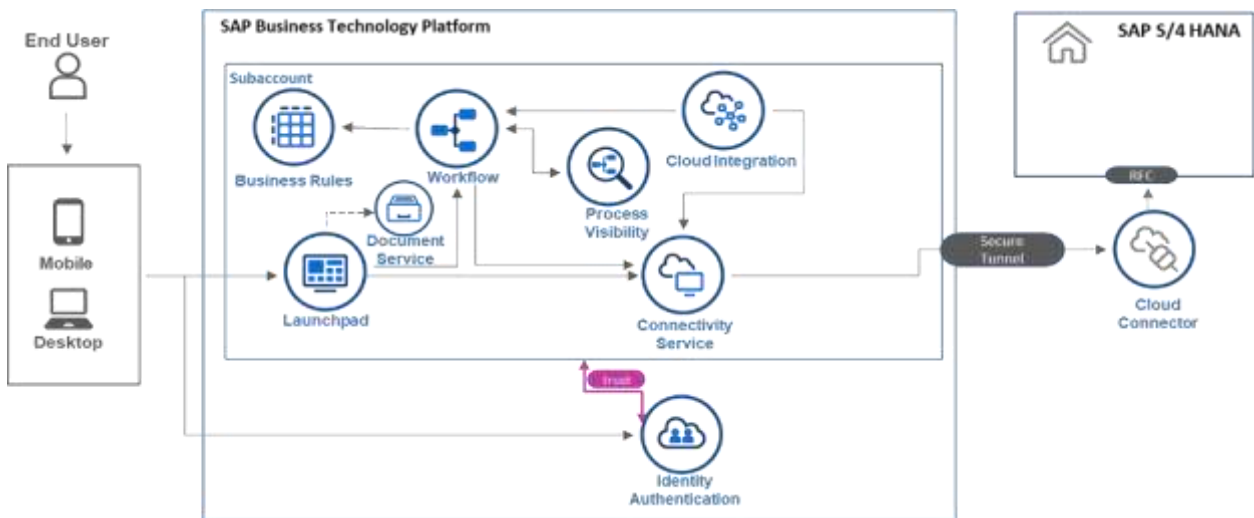 SAP Business Technology Platform
SAP S/4 HANA
End User
Subaccount
Business Rules
Workflow
Cloud Integration
Process
Visibility
RFC
Document
Service
Mobile
Desktop
Launchpad
Connectivity
Service
Secure
Tunnel
Cloud
Connector
Trust
Identity
Authentication